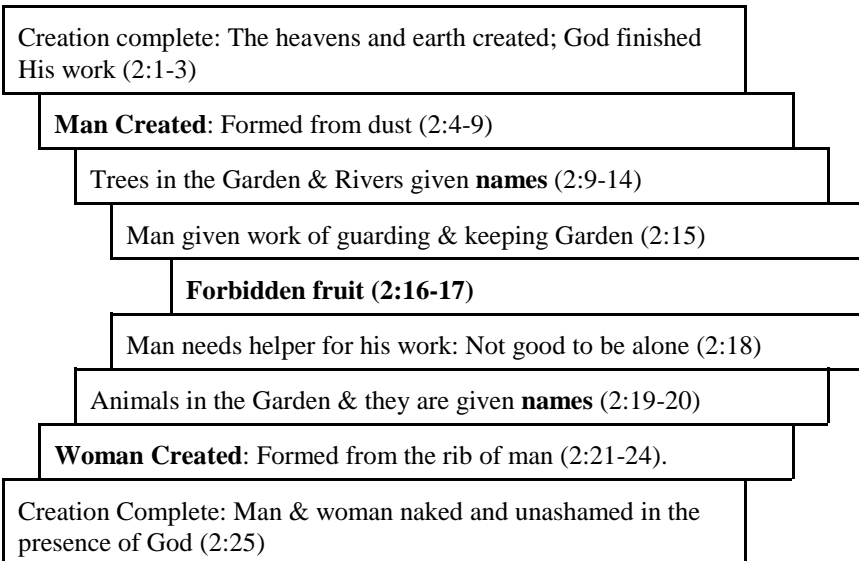 Creation complete: The heavens and earth created; God finished
His work (2:1-3)
Man Created: Formed from dust (2:4-9)
Trees in the Garden & Rivers given names (2:9-14)
Man given work of guarding & keeping Garden (2:15)
Forbidden fruit (2:16-17)
Man needs helper for his work: Not good to be alone (2:18)
Animals in the Garden & they are given names (2:19-20)
Woman Created: Formed from the rib of man (2:21-24).
Creation Complete: Man & woman naked and unashamed in the
presence of God (2:25)